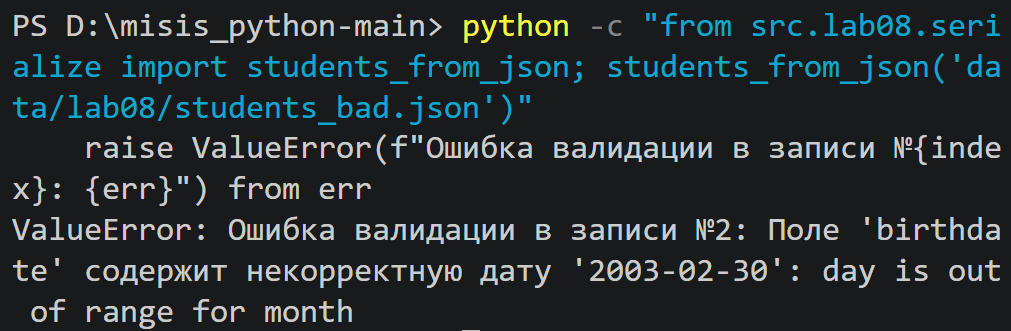 PS D:\misis_python-main> python -c "from src.lab08.seri
alize import students_from_json; students_from_json('da
ta/lab08/students_bad.json')"
    raise ValueError(f"Ошибка валидации в записи №{inde
x}: {err}") from err
ValueError: Ошибка валидации в записи №2: Поле 'birthda
te' содержит некорректную дату '2003-02-30': day is out
 of range for month